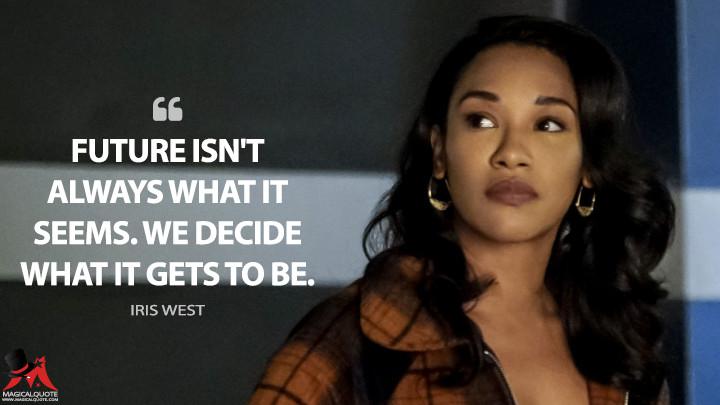 “
FUTURE ISN'T
ALWAYS WHAT IT
SEEMS. WE DECIDE
WHAT IT GETS TO BE.
IRIS WEST
MAGICALQUOTE
WWW.MAGICALQUOTE.COM